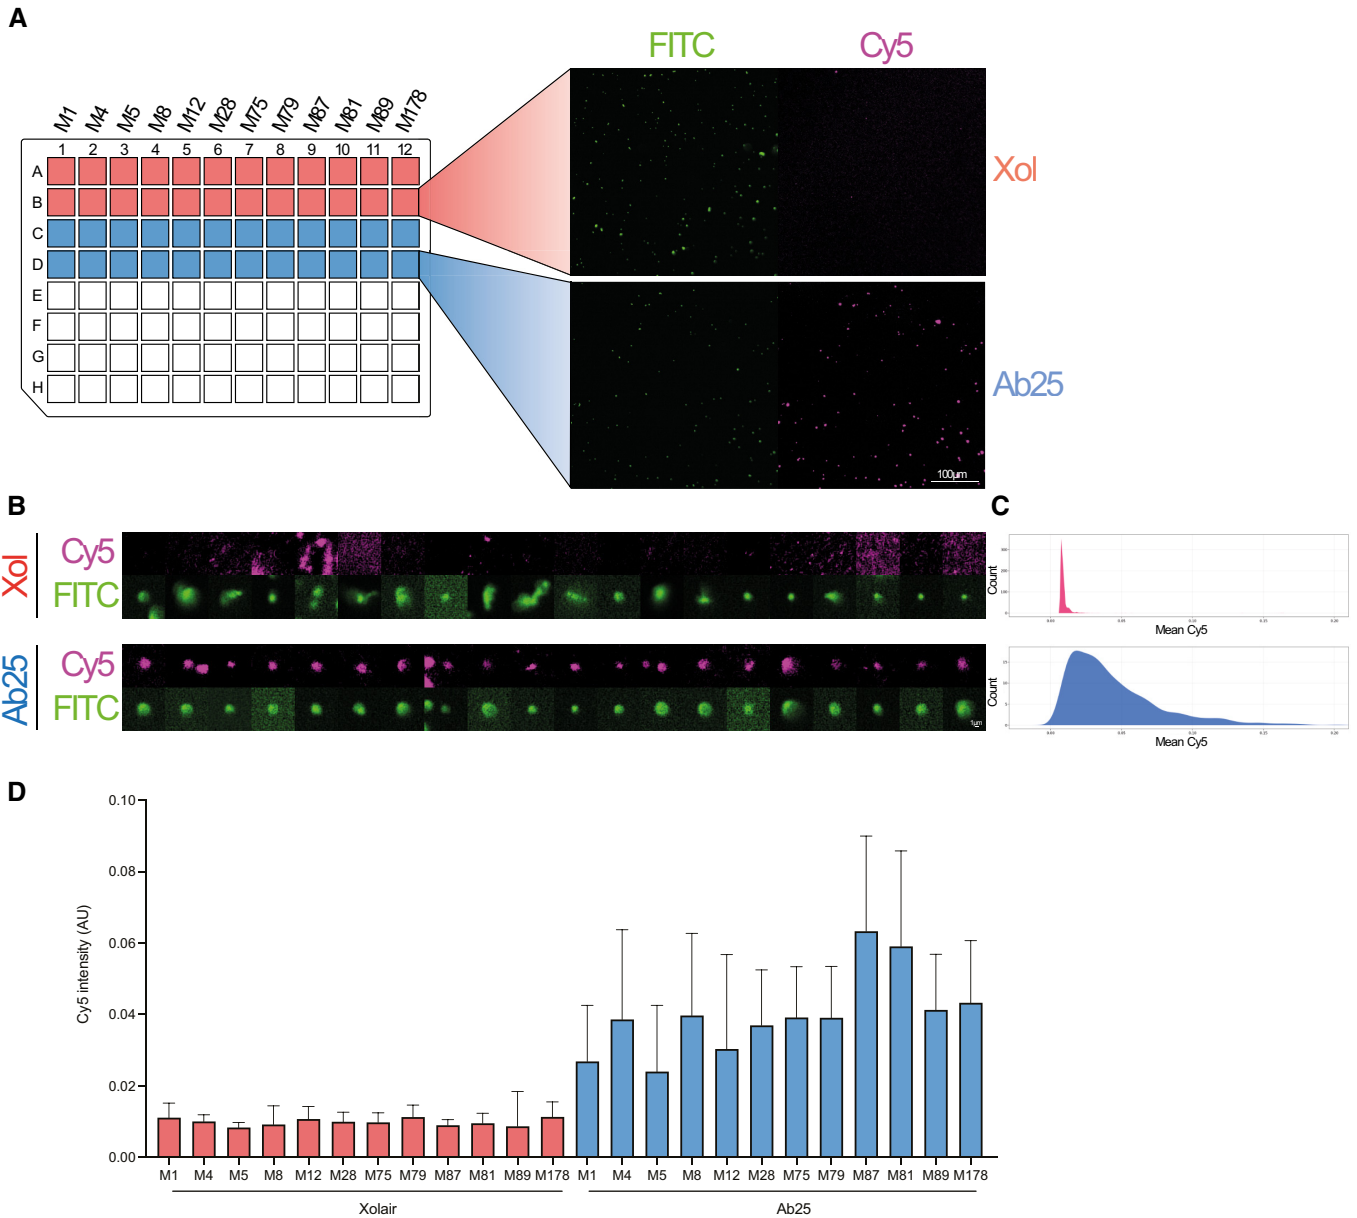 A
FITC Cy5
M1 M4 M5 M8 M12 M28 M75 M79 M87 M81 M89 M178
1 2 3 4 5 6 7 8 9 10 11 12
A
B
C
D
E
F
G
H
Xol
Ab25
100μm
B
Xol
Cy5
FITC
Ab25
Cy5
FITC
1μm
C
Count
Mean Cy5
Count
Mean Cy5
D
Cy5 intensity (AU)
0.10
0.08
0.06
0.04
0.02
0.00
M1 M4 M5 M8 M12 M28 M75 M79 M87 M81 M89 M178 M1 M4 M5 M8 M12 M28 M75 M79 M87 M81 M89 M178
Xolair Ab25